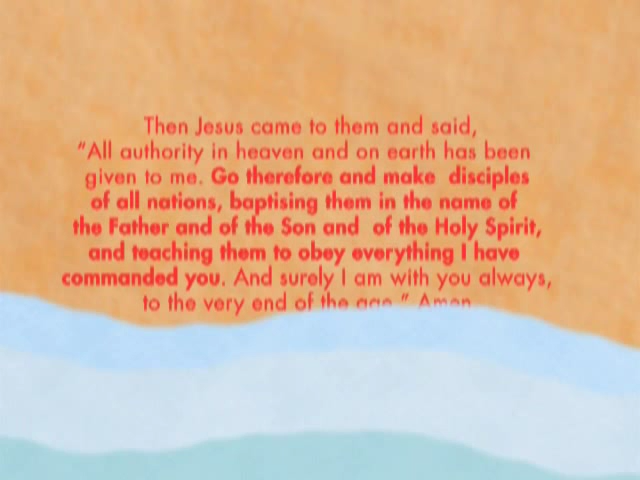 Then Jesus came to them and said,
"All authority in heaven and on earth has been
given to me. Go therefore and make disciples
of all nations, baptising them in the name of
the Father and of the Son and of the Holy Spirit,
and teaching them to obey everything I have
commanded you. And surely I am with you always,
to the very end of the age." Amen